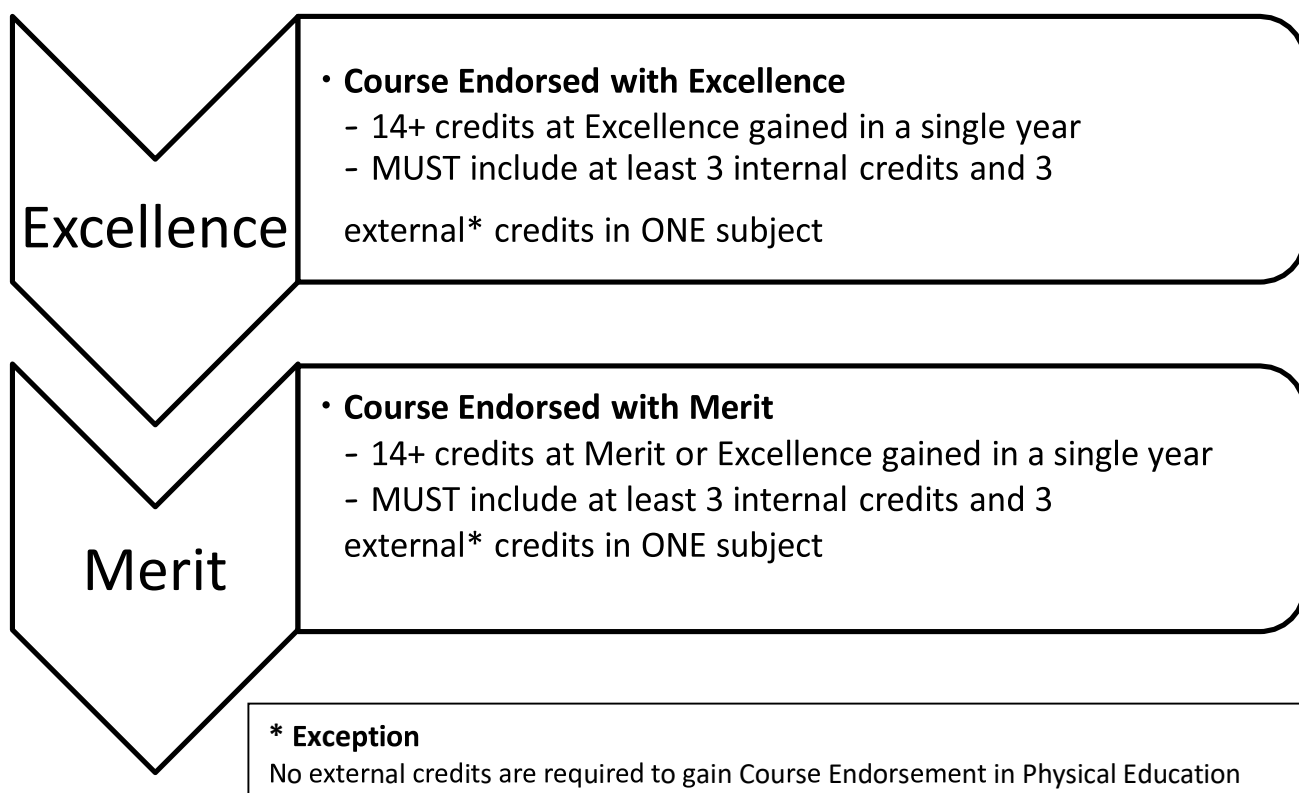 Excellence
· Course Endorsed with Excellence
- 14+ credits at Excellence gained in a single year
- MUST include at least 3 internal credits and 3
external* credits in ONE subject
Merit
· Course Endorsed with Merit
- 14+ credits at Merit or Excellence gained in a single year
- MUST include at least 3 internal credits and 3
external* credits in ONE subject
* Exception
No external credits are required to gain Course Endorsement in Physical Education